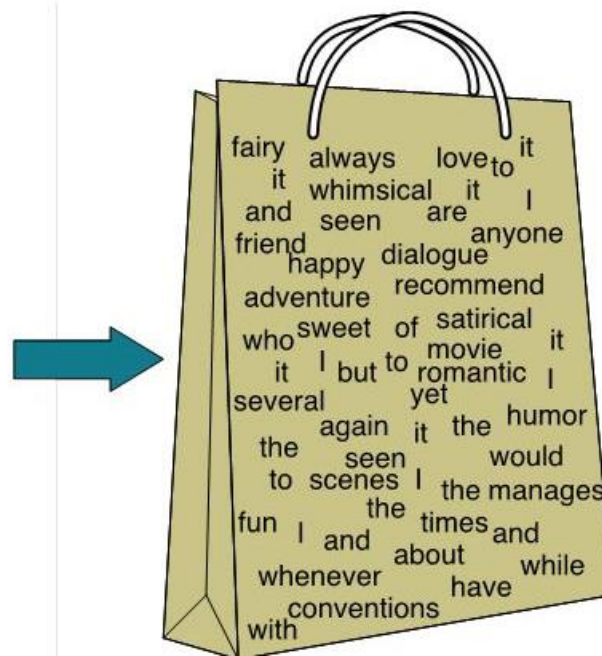 fairy always love to it
it whimsical it I
and seen are anyone
friend happy dialogue
adventure recommend
who sweet of satirical it
it I but to movie romantic I
several yet
again it the humor
the seen would
to scenes I the manages
fun the times and
I and about while
whenever have
conventions
with